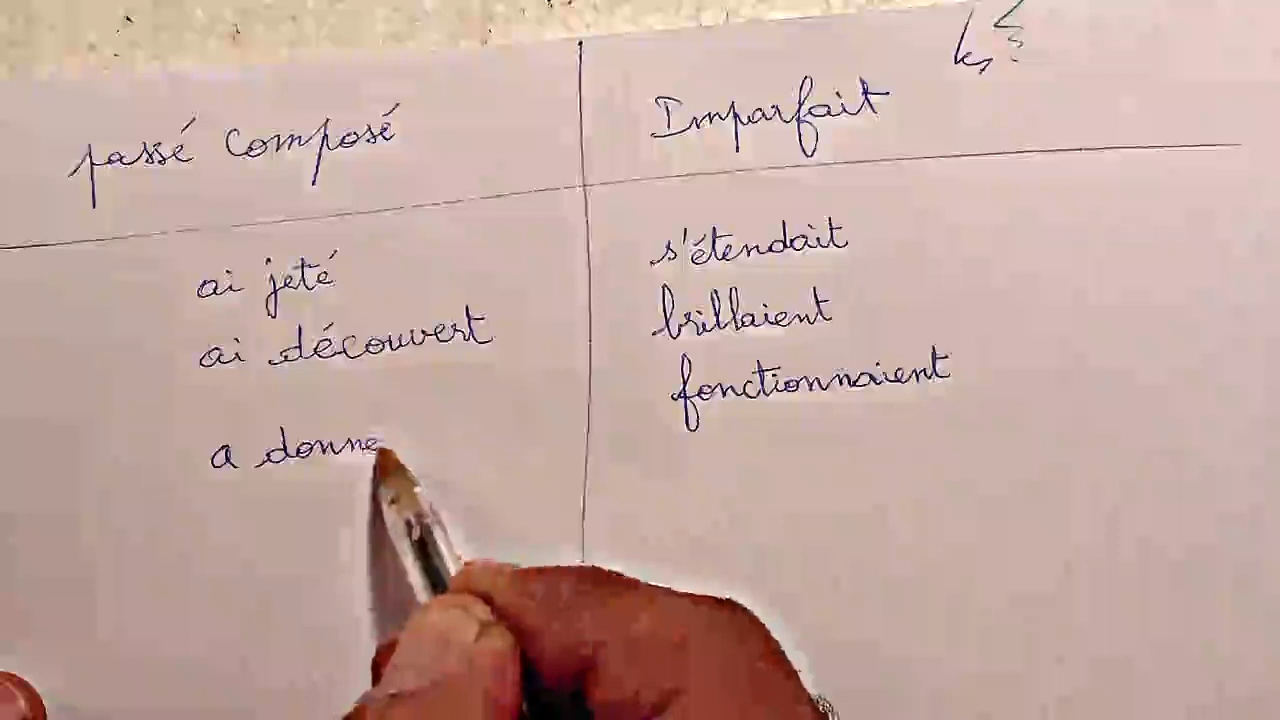 passé composé
Imparfait
ai jeté
ai découvert
a donne
s'étendait
brillaient
fonctionnaient